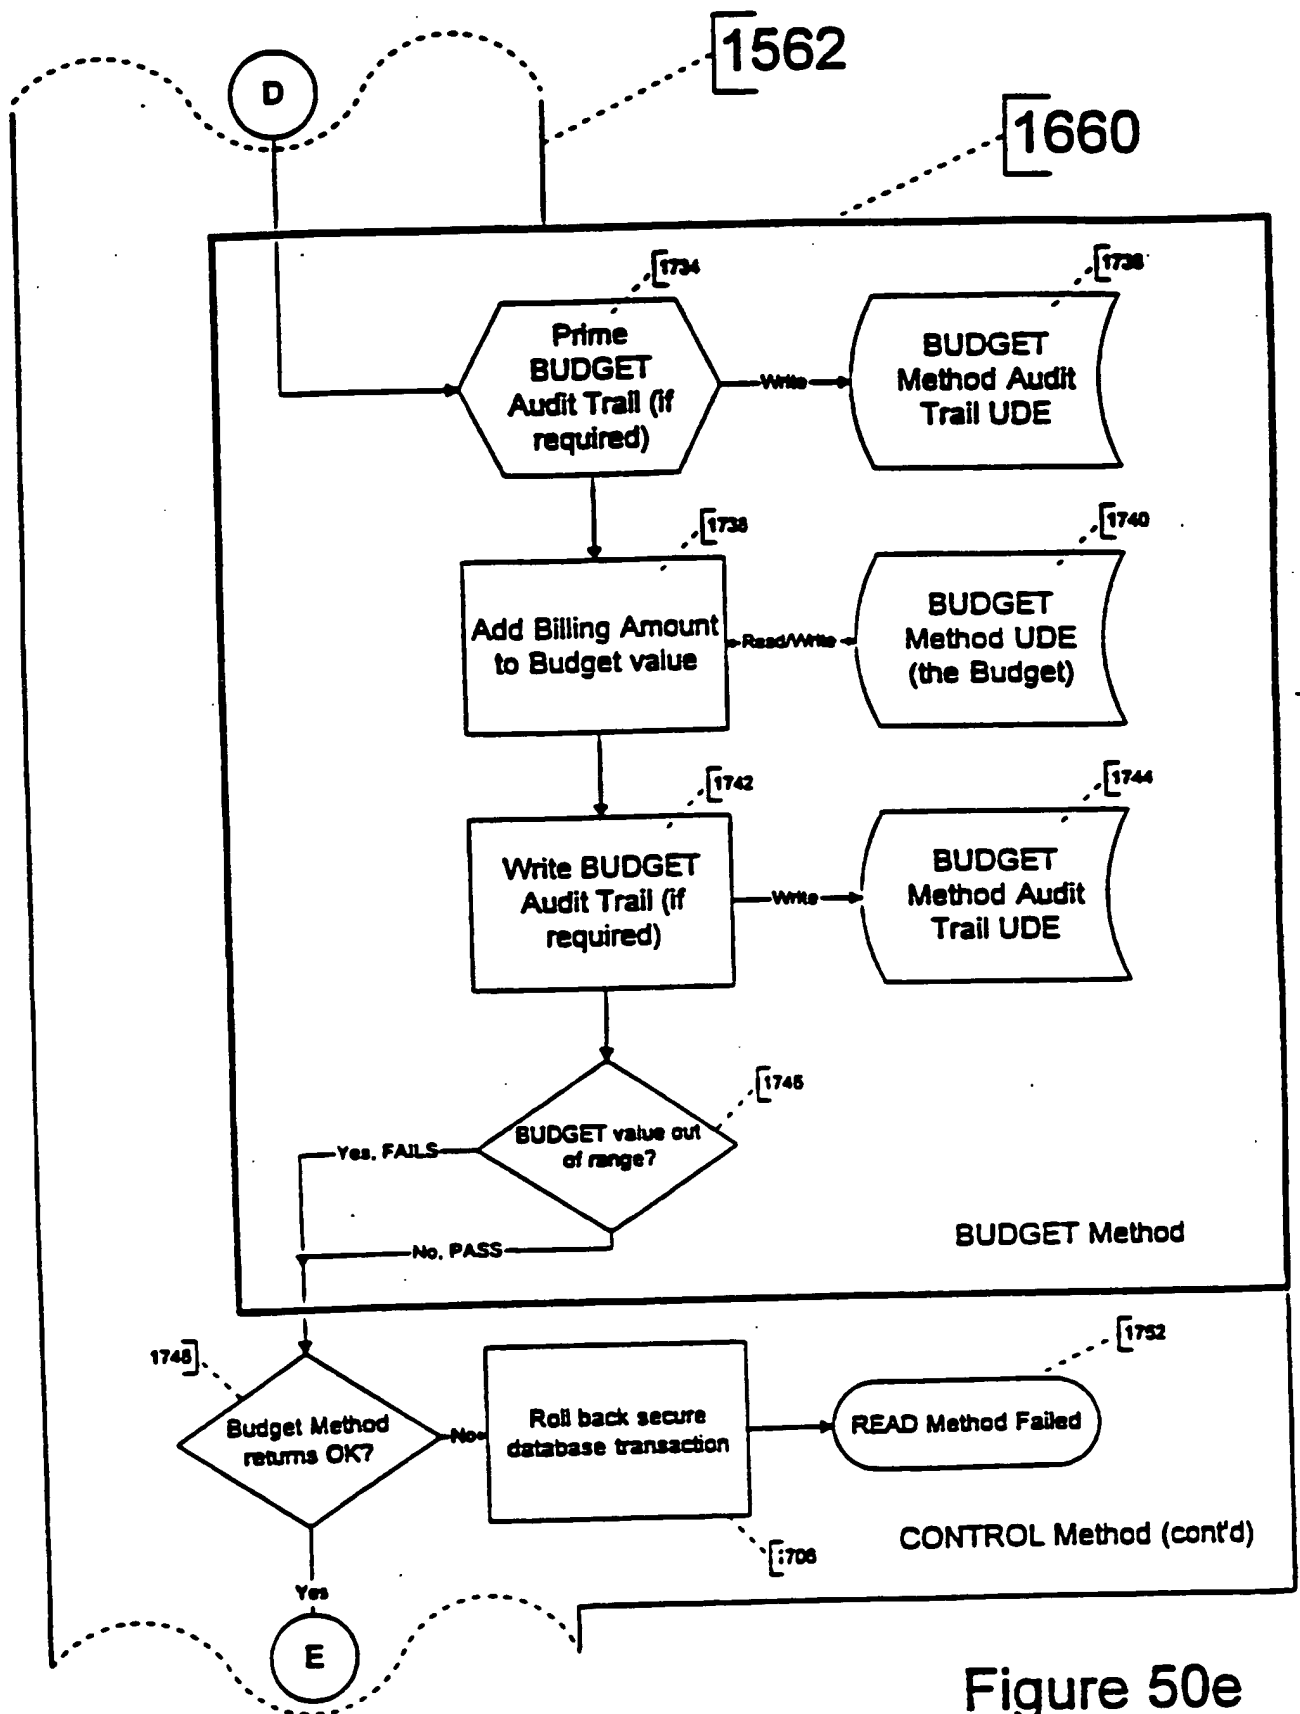 1562
D
1660
1734
Prime
BUDGET
Audit Trail (if
required)
Write
1736
BUDGET
Method Audit
Trail UDE
1738
Add Billing Amount
to Budget value
Read/Write
1740
BUDGET
Method UDE
(the Budget)
1742
Write BUDGET
Audit Trail (if
required)
Write
1744
BUDGET
Method Audit
Trail UDE
1746
BUDGET value out
of range?
Yes, FAILS
No, PASS
BUDGET Method
1748
Budget Method
returns OK?
No
Roll back secure
database transaction
1752
READ Method Failed
CONTROL Method (cont'd)
Yes
E
Figure 50e